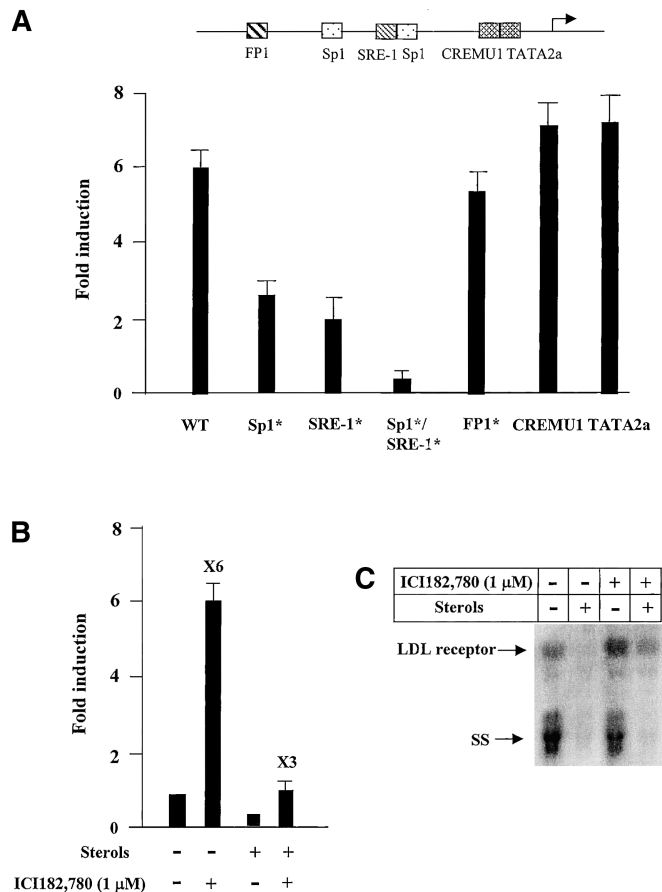 A
FP1 Sp1 SRE-1 Sp1 CREMU1 TATA2a
Fold induction
8
6
4
2
0
WT Sp1* SRE-1* Sp1*/ SRE-1* FP1* CREMU1 TATA2a
B
Fold induction
8
6
4
2
0
X6
X3
Sterols - - + +
ICI182,780 (1 µM) - + - +
C
ICI182,780 (1 µM) - - + +
Sterols - + - +
LDL receptor
SS